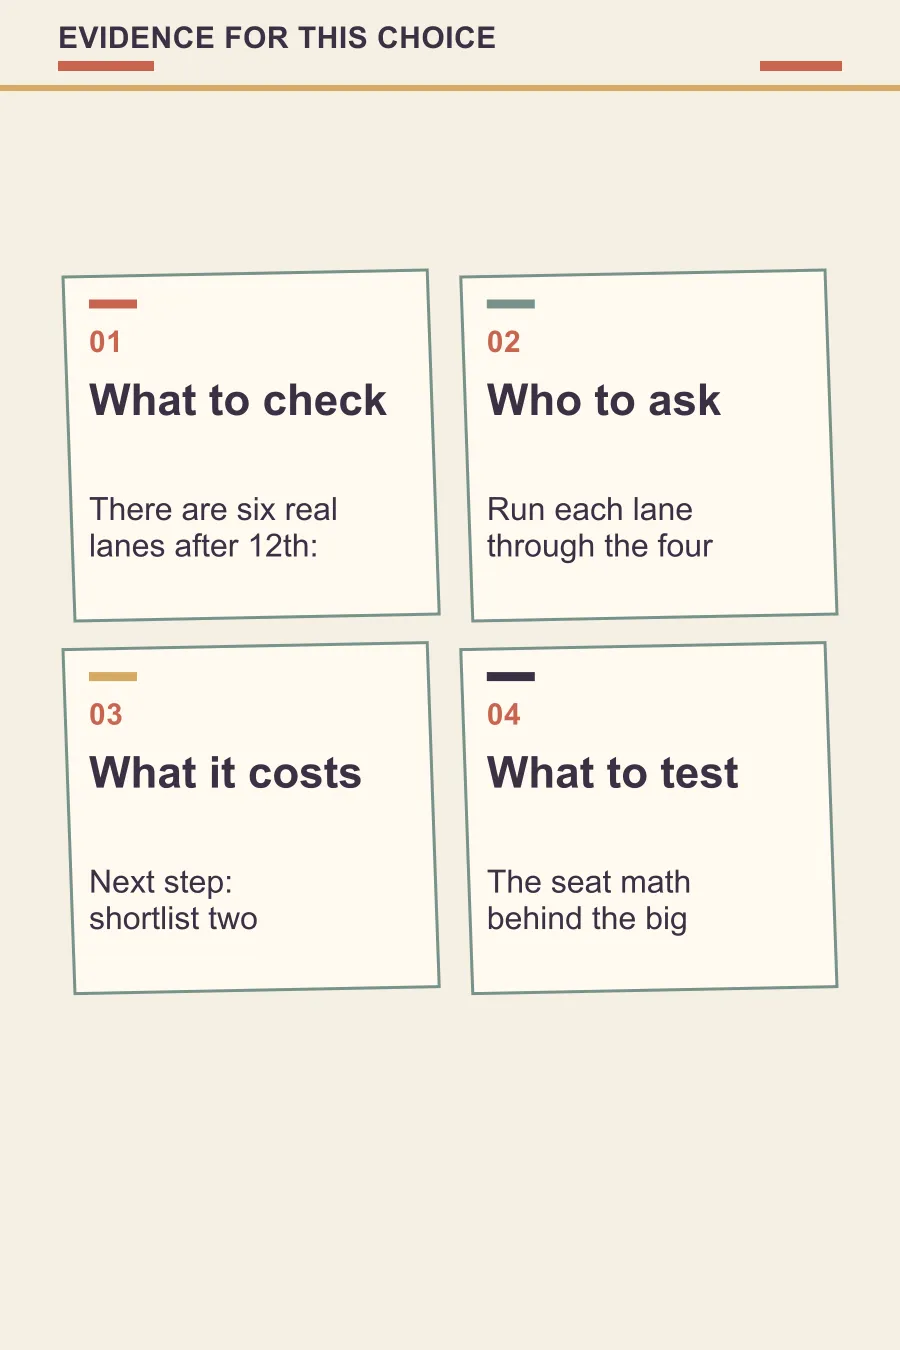 EVIDENCE FOR THIS CHOICE
01
What to check
There are six real
lanes after 12th:
02
Who to ask
Run each lane
through the four
03
What it costs
Next step:
shortlist two
04
What to test
The seat math
behind the big